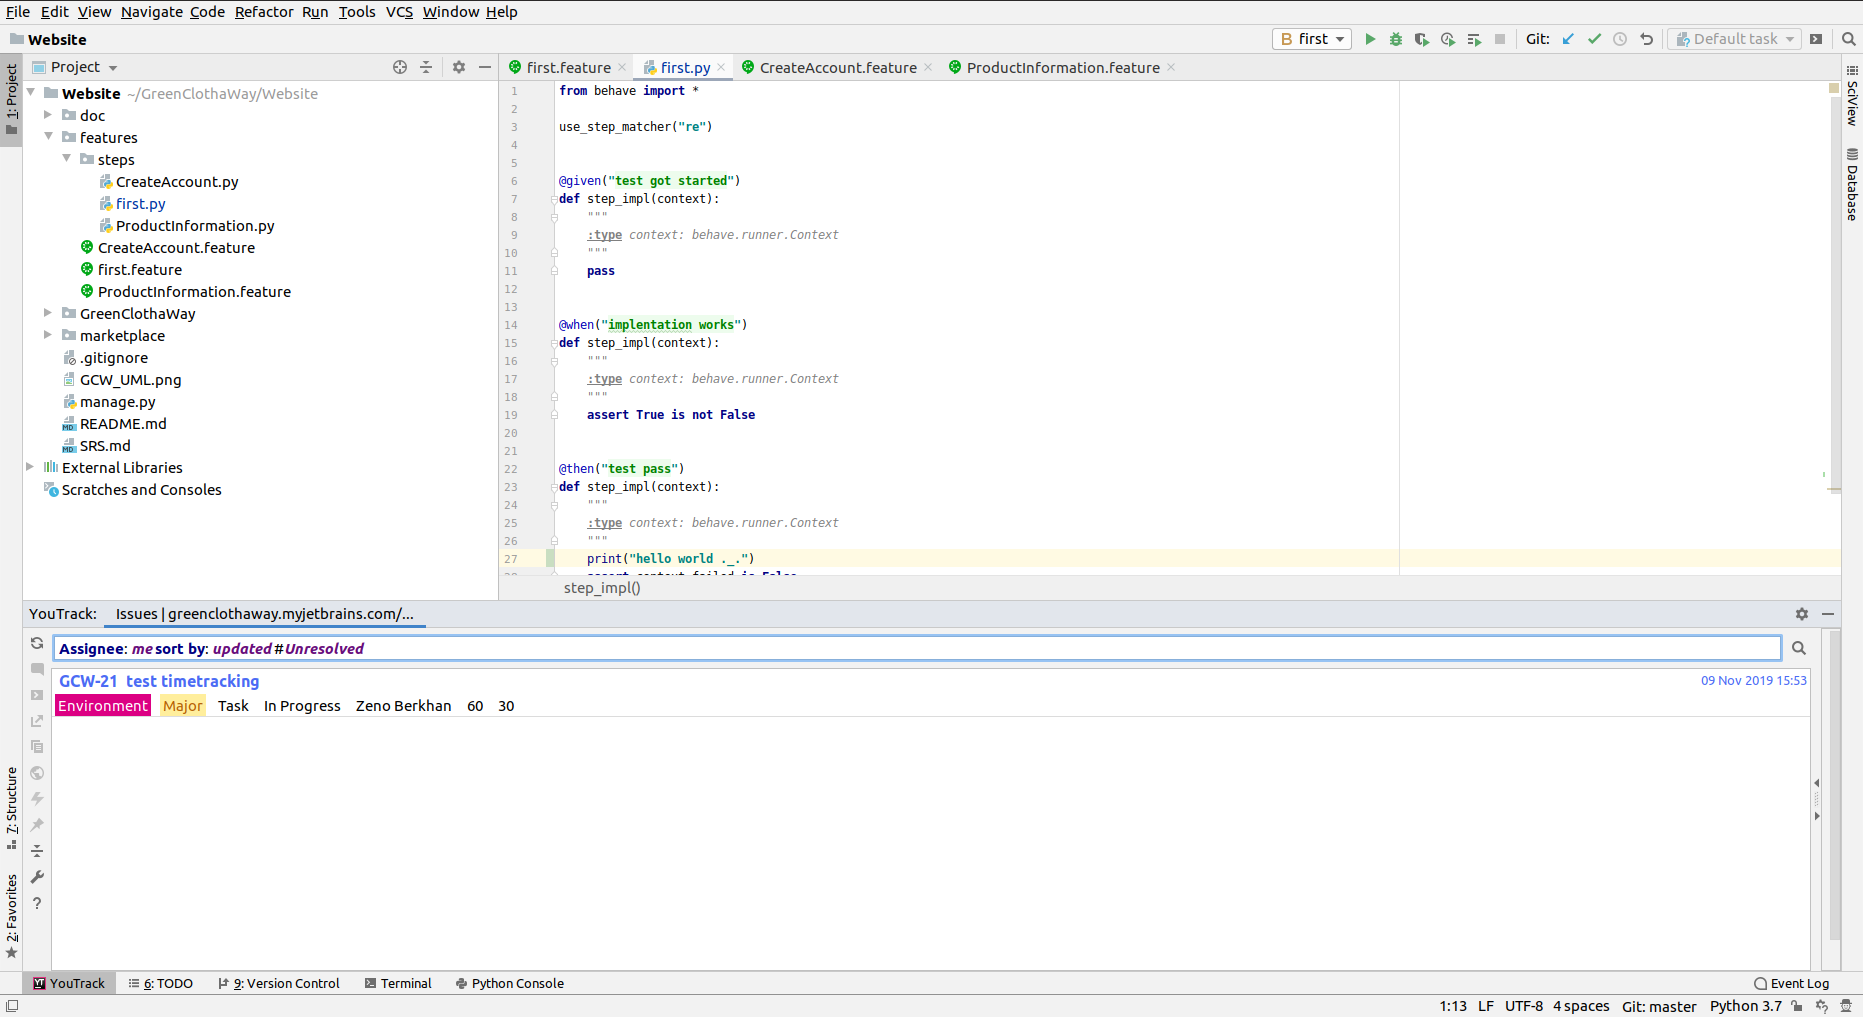 File Edit View Navigate Code Refactor Run Tools VCS Window Help
Website
first Git: Default task
1: Project
Project
Website ~/GreenClothaWay/Website
doc
features
steps
CreateAccount.py
first.py
ProductInformation.py
CreateAccount.feature
first.feature
ProductInformation.feature
GreenClothaWay
marketplace
.gitignore
GCW_UML.png
manage.py
README.md
SRS.md
External Libraries
Scratches and Consoles
first.feature first.py CreateAccount.feature ProductInformation.feature
1 from behave import *
2
3 use_step_matcher("re")
4
5
6 @given("test got started")
7 def step_impl(context):
8 """
9 :type context: behave.runner.Context
10 """
11 pass
12
13
14 @when("implentation works")
15 def step_impl(context):
16 """
17 :type context: behave.runner.Context
18 """
19 assert True is not False
20
21
22 @then("test pass")
23 def step_impl(context):
24 """
25 :type context: behave.runner.Context
26 """
27 print("hello world ._.")
28 assert context.failed is False
step_impl()
SciView
Database
YouTrack: Issues | greenclothaway.myjetbrains.com/...
Assignee: me sort by: updated #Unresolved
GCW-21 test timetracking 09 Nov 2019 15:53
Environment Major Task In Progress Zeno Berkhan 60 30
7: Structure
2: Favorites
YouTrack 6: TODO 9: Version Control Terminal Python Console Event Log
1:13 LF UTF-8 4 spaces Git: master Python 3.7